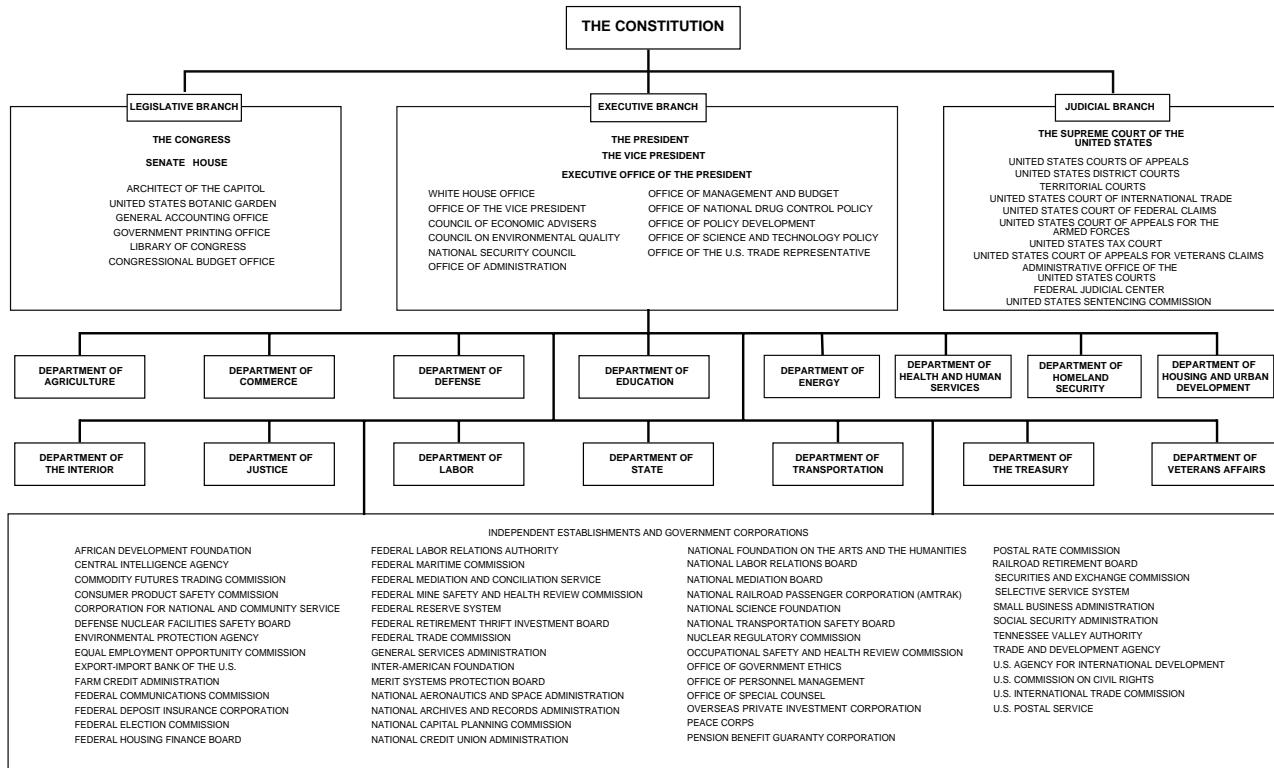 THE CONSTITUTION
LEGISLATIVE BRANCH
THE CONGRESS
SENATE HOUSE
ARCHITECT OF THE CAPITOL
UNITED STATES BOTANIC GARDEN
GENERAL ACCOUNTING OFFICE
GOVERNMENT PRINTING OFFICE
LIBRARY OF CONGRESS
CONGRESSIONAL BUDGET OFFICE
EXECUTIVE BRANCH
THE PRESIDENT
THE VICE PRESIDENT
EXECUTIVE OFFICE OF THE PRESIDENT
WHITE HOUSE OFFICE
OFFICE OF THE VICE PRESIDENT
COUNCIL OF ECONOMIC ADVISERS
COUNCIL ON ENVIRONMENTAL QUALITY
NATIONAL SECURITY COUNCIL
OFFICE OF ADMINISTRATION
OFFICE OF MANAGEMENT AND BUDGET
OFFICE OF NATIONAL DRUG CONTROL POLICY
OFFICE OF POLICY DEVELOPMENT
OFFICE OF SCIENCE AND TECHNOLOGY POLICY
OFFICE OF THE U.S. TRADE REPRESENTATIVE
JUDICIAL BRANCH
THE SUPREME COURT OF THE
UNITED STATES
UNITED STATES COURTS OF APPEALS
UNITED STATES DISTRICT COURTS
TERRITORIAL COURTS
UNITED STATES COURT OF INTERNATIONAL TRADE
UNITED STATES COURT OF FEDERAL CLAIMS
UNITED STATES COURT OF APPEALS FOR THE
ARMED FORCES
UNITED STATES TAX COURT
UNITED STATES COURT OF APPEALS FOR VETERANS CLAIMS
ADMINISTRATIVE OFFICE OF THE
UNITED STATES COURTS
FEDERAL JUDICIAL CENTER
UNITED STATES SENTENCING COMMISSION
DEPARTMENT OF
AGRICULTURE
DEPARTMENT OF
COMMERCE
DEPARTMENT OF
DEFENSE
DEPARTMENT OF
EDUCATION
DEPARTMENT OF
ENERGY
DEPARTMENT OF
HEALTH AND HUMAN
SERVICES
DEPARTMENT OF
HOMELAND
SECURITY
DEPARTMENT OF
HOUSING AND URBAN
DEVELOPMENT
DEPARTMENT OF
THE INTERIOR
DEPARTMENT OF
JUSTICE
DEPARTMENT OF
LABOR
DEPARTMENT OF
STATE
DEPARTMENT OF
TRANSPORTATION
DEPARTMENT OF
THE TREASURY
DEPARTMENT OF
VETERANS AFFAIRS
INDEPENDENT ESTABLISHMENTS AND GOVERNMENT CORPORATIONS
AFRICAN DEVELOPMENT FOUNDATION
CENTRAL INTELLIGENCE AGENCY
COMMODITY FUTURES TRADING COMMISSION
CONSUMER PRODUCT SAFETY COMMISSION
CORPORATION FOR NATIONAL AND COMMUNITY SERVICE
DEFENSE NUCLEAR FACILITIES SAFETY BOARD
ENVIRONMENTAL PROTECTION AGENCY
EQUAL EMPLOYMENT OPPORTUNITY COMMISSION
EXPORT-IMPORT BANK OF THE U.S.
FARM CREDIT ADMINISTRATION
FEDERAL COMMUNICATIONS COMMISSION
FEDERAL DEPOSIT INSURANCE CORPORATION
FEDERAL ELECTION COMMISSION
FEDERAL HOUSING FINANCE BOARD
FEDERAL LABOR RELATIONS AUTHORITY
FEDERAL MARITIME COMMISSION
FEDERAL MEDIATION AND CONCILIATION SERVICE
FEDERAL MINE SAFETY AND HEALTH REVIEW COMMISSION
FEDERAL RESERVE SYSTEM
FEDERAL RETIREMENT THRIFT INVESTMENT BOARD
FEDERAL TRADE COMMISSION
GENERAL SERVICES ADMINISTRATION
INTER-AMERICAN FOUNDATION
MERIT SYSTEMS PROTECTION BOARD
NATIONAL AERONAUTICS AND SPACE ADMINISTRATION
NATIONAL ARCHIVES AND RECORDS ADMINISTRATION
NATIONAL CAPITAL PLANNING COMMISSION
NATIONAL CREDIT UNION ADMINISTRATION
NATIONAL FOUNDATION ON THE ARTS AND THE HUMANITIES
NATIONAL LABOR RELATIONS BOARD
NATIONAL MEDIATION BOARD
NATIONAL RAILROAD PASSENGER CORPORATION (AMTRAK)
NATIONAL SCIENCE FOUNDATION
NATIONAL TRANSPORTATION SAFETY BOARD
NUCLEAR REGULATORY COMMISSION
OCCUPATIONAL SAFETY AND HEALTH REVIEW COMMISSION
OFFICE OF GOVERNMENT ETHICS
OFFICE OF PERSONNEL MANAGEMENT
OFFICE OF SPECIAL COUNSEL
OVERSEAS PRIVATE INVESTMENT CORPORATION
PEACE CORPS
PENSION BENEFIT GUARANTY CORPORATION
POSTAL RATE COMMISSION
RAILROAD RETIREMENT BOARD
SECURITIES AND EXCHANGE COMMISSION
SELECTIVE SERVICE SYSTEM
SMALL BUSINESS ADMINISTRATION
SOCIAL SECURITY ADMINISTRATION
TENNESSEE VALLEY AUTHORITY
TRADE AND DEVELOPMENT AGENCY
U.S. AGENCY FOR INTERNATIONAL DEVELOPMENT
U.S. COMMISSION ON CIVIL RIGHTS
U.S. INTERNATIONAL TRADE COMMISSION
U.S. POSTAL SERVICE